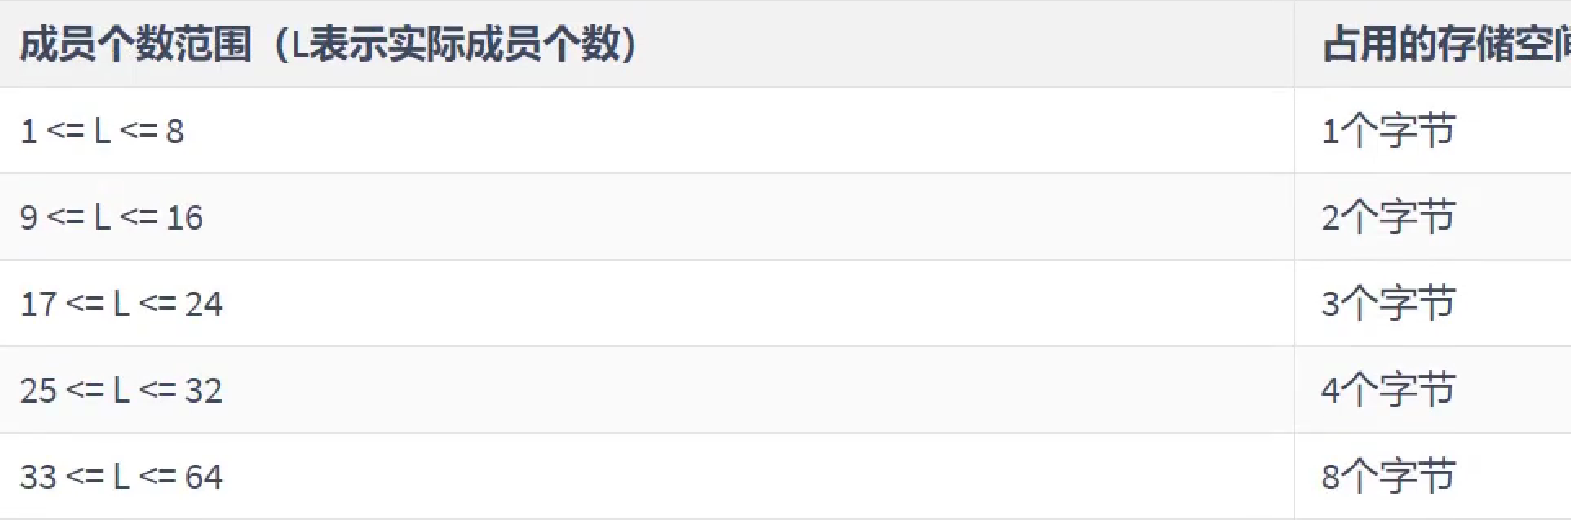 成员个数范围（L表示实际成员个数） 占用的存储空
1 <= L <= 8 1个字节
9 <= L <= 16 2个字节
17 <= L <= 24 3个字节
25 <= L <= 32 4个字节
33 <= L <= 64 8个字节